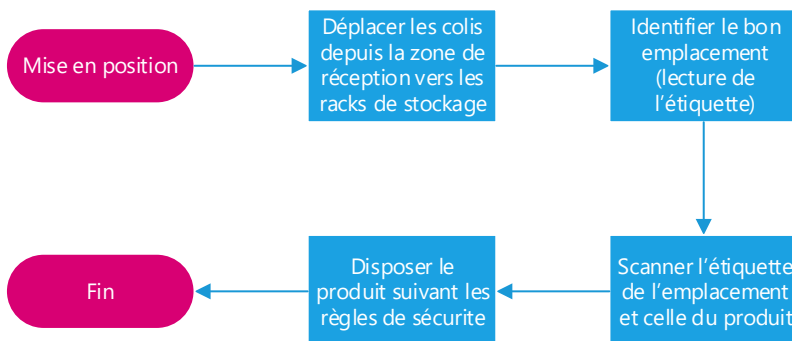 Mise en position
Déplacer les colis
depuis la zone de
réception vers les
racks de stockage
Identifier le bon
emplacement
(lecture de
l'étiquette)
Scanner l'étiquette
de l'emplacement
et celle du produit
Disposer le
produit suivant les
règles de sécurite
Fin